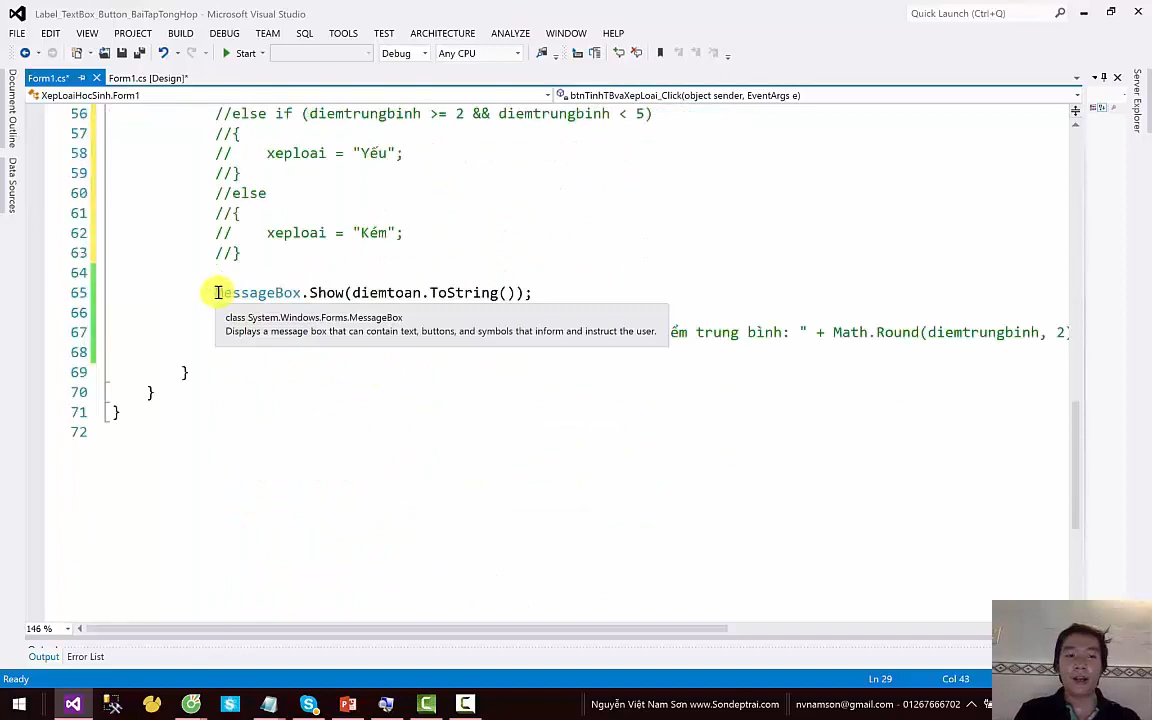 Label_TextBox_Button_BaiTapTongHop - Microsoft Visual Studio
Quick Launch (Ctrl+Q)
FILE EDIT VIEW PROJECT BUILD DEBUG TEAM SQL TOOLS TEST ARCHITECTURE ANALYZE WINDOW HELP
Start Debug Any CPU
Form1.cs* Form1.cs [Design]*
XepLoaiHocSinh.Form1 btnTinhTBvaXepLoai_Click(object sender, EventArgs e)
Document Outline
Data Sources
Server Explorer
56 //else if (diemtrungbinh >= 2 && diemtrungbinh < 5)
57 //{
58 // xeploai = "Yếu";
59 //}
60 //else
61 //{
62 // xeploai = "Kém";
63 //}
64
65 MessageBox.Show(diemtoan.ToString());
66
class System.Windows.Forms.MessageBox
Displays a message box that can contain text, buttons, and symbols that inform and instruct the user.
67 ểm trung bình: " + Math.Round(diemtrungbinh, 2)
68
69 }
70 }
71 }
72
146 %
Output Error List
Ready Ln 29 Col 43
Nguyễn Việt Nam Sơn www.Sondeptrai.com nvnamson@gmail.com - 01267666702